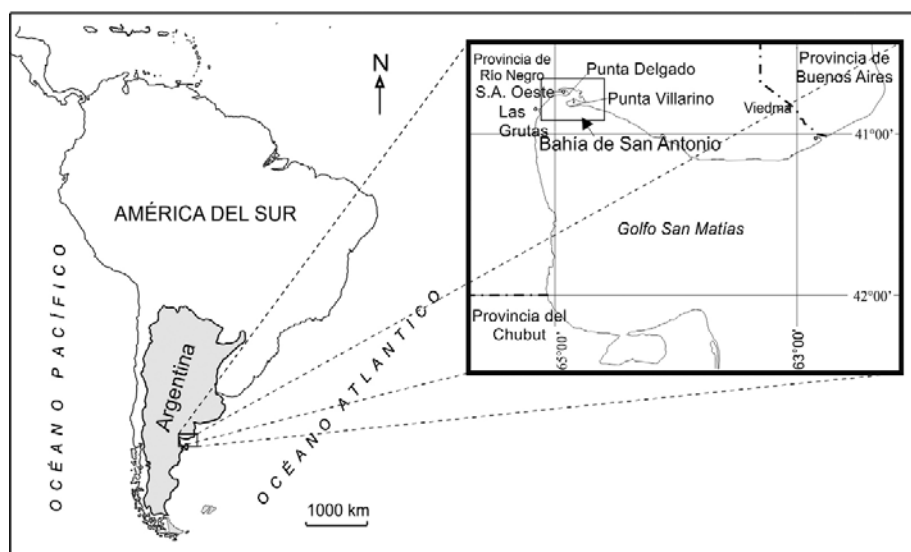 N
AMÉRICA DEL SUR
OCÉANO PACÍFICO
OCÉANO ATLANTICO
Argentina
1000 km
Provincia de
Río Negro
S.A. Oeste
Las
Grutas
Punta Delgado
Punta Villarino
Bahía de San Antonio
Viedma
Provincia de
Buenos Aires
41°00'
Golfo San Matías
42°00'
Provincia del
Chubut
65°00'
63°00'